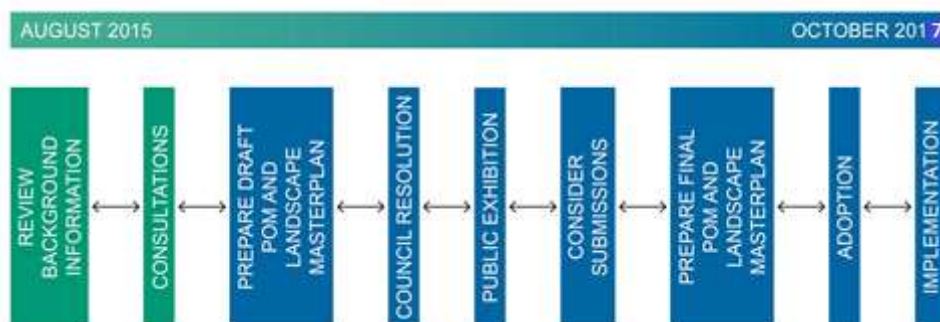 AUGUST 2015
OCTOBER 2017
REVIEW
BACKGROUND
INFORMATION
CONSULTATIONS
PREPARE DRAFT
POM AND
LANDSCAPE
MASTERPLAN
COUNCIL RESOLUTION
PUBLIC EXHIBITION
CONSIDER
SUBMISSIONS
PREPARE FINAL
POM AND
LANDSCAPE
MASTERPLAN
ADOPTION
IMPLEMENTATION